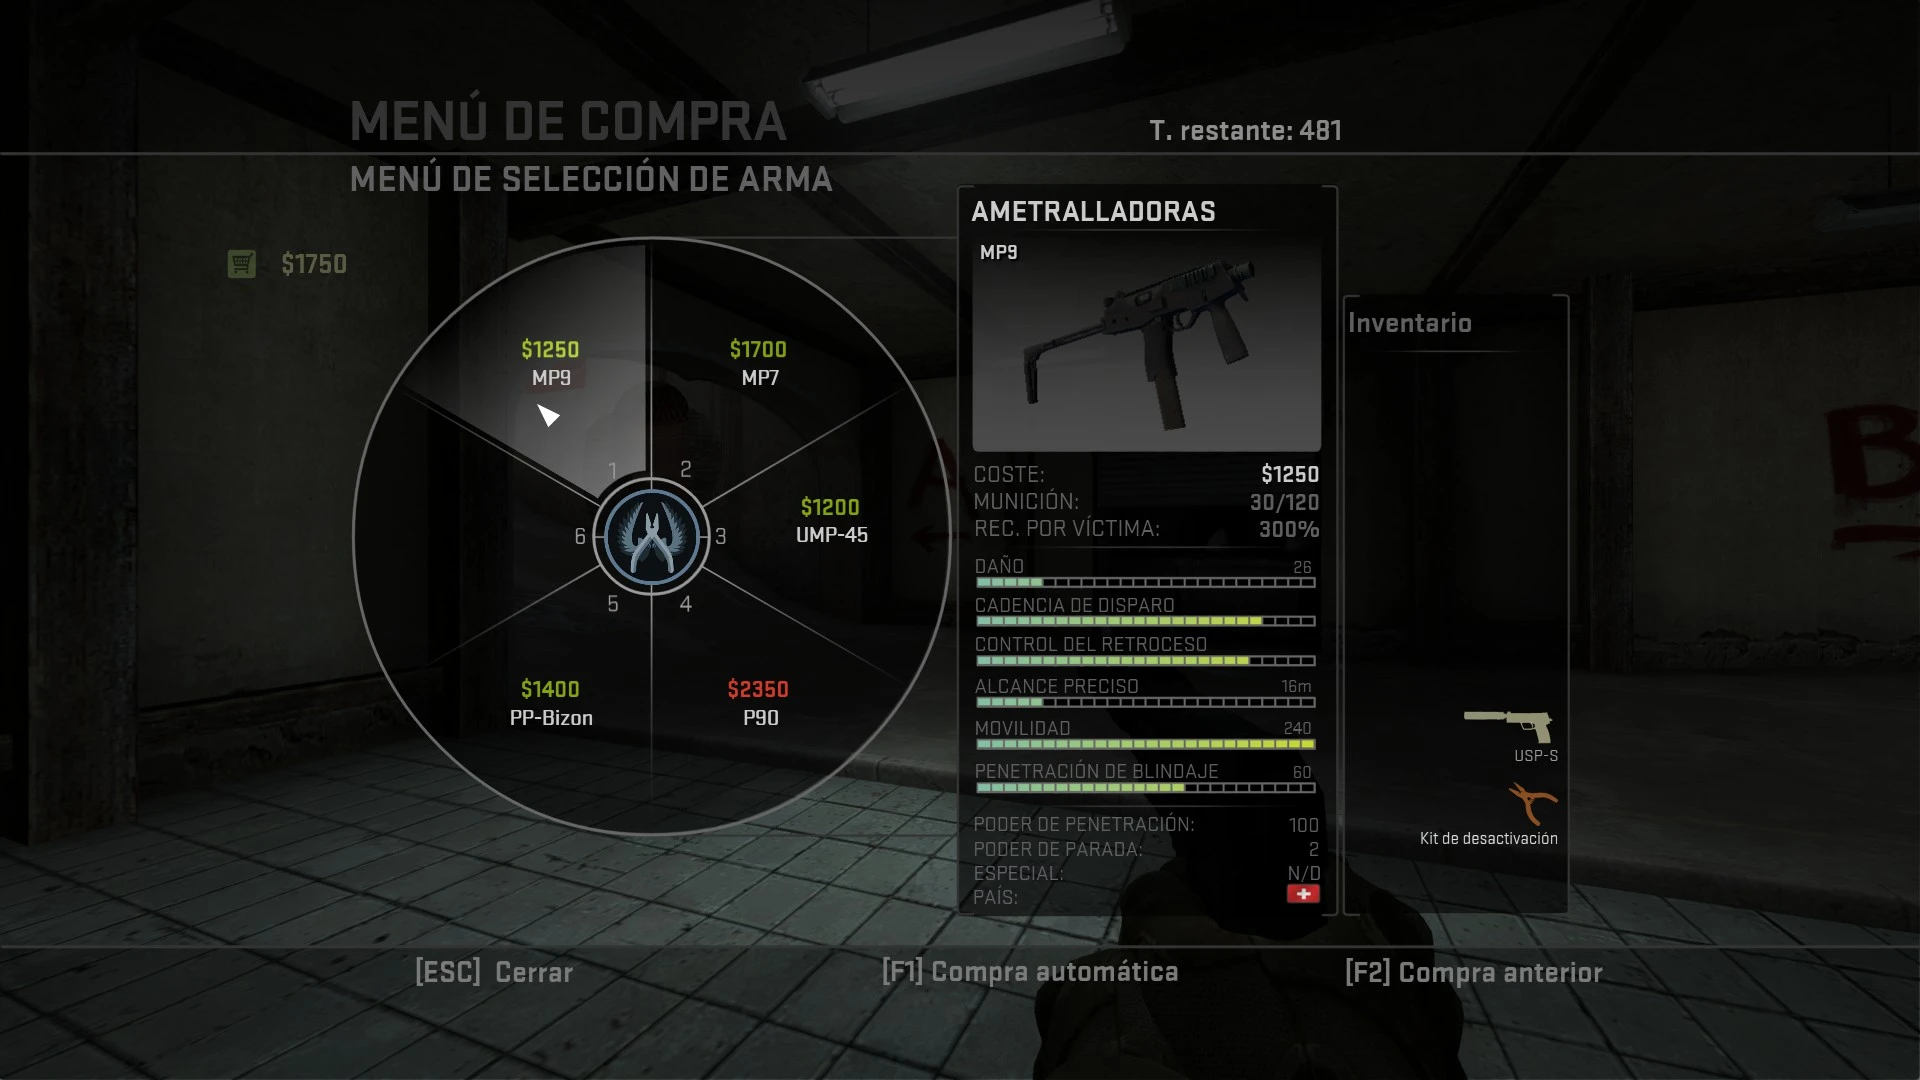 MENÚ DE COMPRA
T. restante: 481
MENÚ DE SELECCIÓN DE ARMA
$1750
$1250
MP9
$1700
MP7
$1200
UMP-45
$2350
P90
$1400
PP-Bizon
1
2
3
4
5
6
AMETRALLADORAS
MP9
COSTE: $1250
MUNICIÓN: 30/120
REC. POR VÍCTIMA: 300%
DAÑO 26
CADENCIA DE DISPARO
CONTROL DEL RETROCESO
ALCANCE PRECISO 16m
MOVILIDAD 240
PENETRACIÓN DE BLINDAJE 60
PODER DE PENETRACIÓN: 100
PODER DE PARADA: 2
ESPECIAL: N/D
PAÍS:
Inventario
USP-S
Kit de desactivación
A
B
[ESC] Cerrar
[F1] Compra automática
[F2] Compra anterior